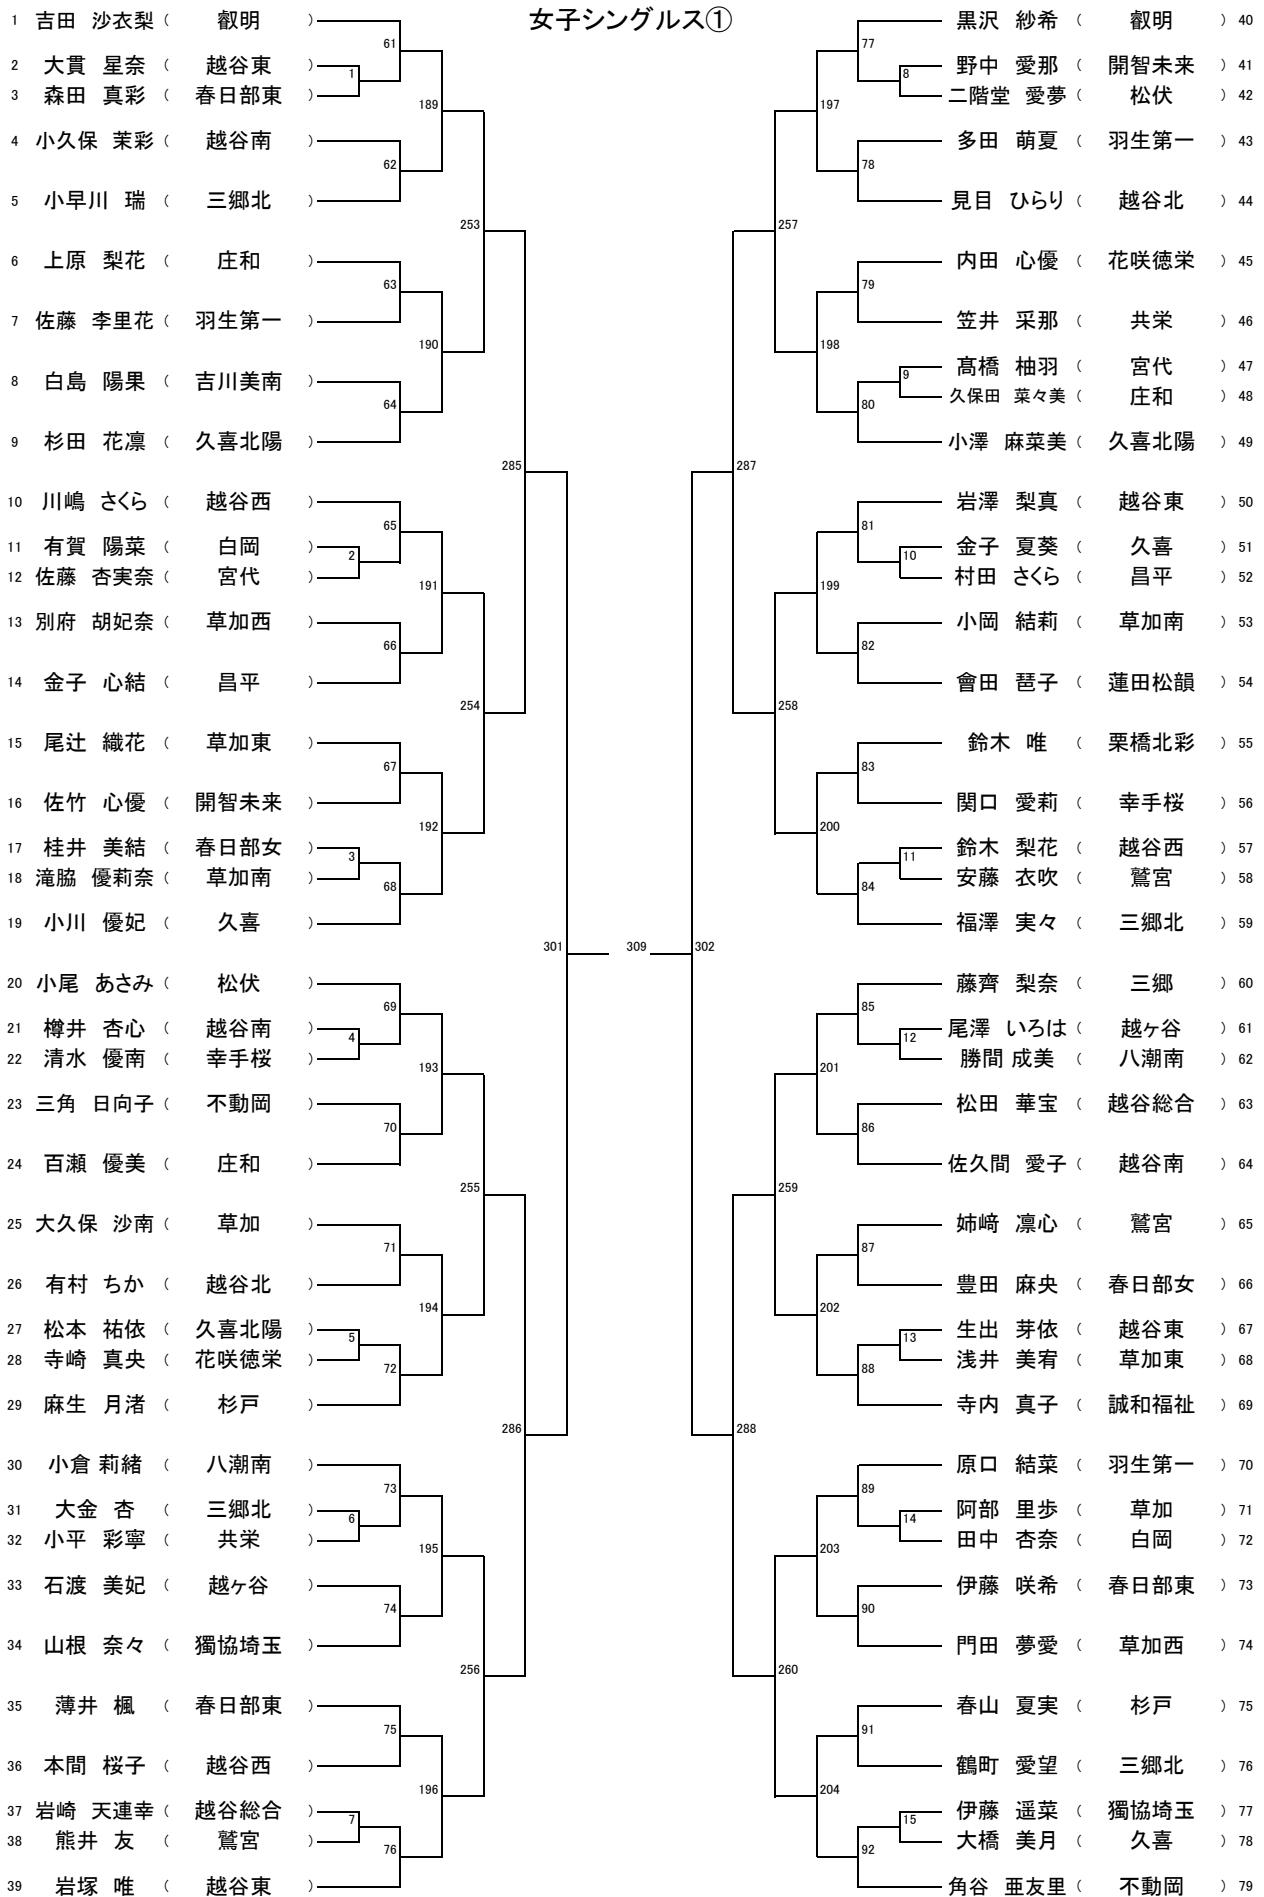 女子シングルス①
1 吉田 沙衣梨 ( 叡明 )
61
2 大貫 星奈 ( 越谷東 )
1
3 森田 真彩 ( 春日部東 )
189
4 小久保 茉彩 ( 越谷南 )
62
5 小早川 瑞 ( 三郷北 )
253
6 上原 梨花 ( 庄和 )
63
7 佐藤 李里花 ( 羽生第一 )
190
8 白島 陽果 ( 吉川美南 )
64
9 杉田 花凛 ( 久喜北陽 )
285
10 川嶋 さくら ( 越谷西 )
65
11 有賀 陽菜 ( 白岡 )
2
12 佐藤 杏実奈 ( 宮代 )
191
13 別府 胡妃奈 ( 草加西 )
66
14 金子 心結 ( 昌平 )
254
15 尾辻 織花 ( 草加東 )
67
16 佐竹 心優 ( 開智未来 )
192
17 桂井 美結 ( 春日部女 )
3
18 滝脇 優莉奈 ( 草加南 )
68
19 小川 優妃 ( 久喜 )
301
20 小尾 あさみ ( 松伏 )
69
21 樽井 杏心 ( 越谷南 )
4
22 清水 優南 ( 幸手桜 )
193
23 三角 日向子 ( 不動岡 )
70
24 百瀬 優美 ( 庄和 )
255
25 大久保 沙南 ( 草加 )
71
26 有村 ちか ( 越谷北 )
194
27 松本 祐依 ( 久喜北陽 )
5
28 寺崎 真央 ( 花咲徳栄 )
72
29 麻生 月渚 ( 杉戸 )
286
30 小倉 莉緒 ( 八潮南 )
73
31 大金 杏 ( 三郷北 )
6
32 小平 彩寧 ( 共栄 )
195
33 石渡 美妃 ( 越ヶ谷 )
74
34 山根 奈々 ( 獨協埼玉 )
256
35 薄井 楓 ( 春日部東 )
75
36 本間 桜子 ( 越谷西 )
196
37 岩崎 天連幸 ( 越谷総合 )
7
38 熊井 友 ( 鷲宮 )
76
39 岩塚 唯 ( 越谷東 )
309
黒沢 紗希 ( 叡明 ) 40
77
野中 愛那 ( 開智未来 ) 41
8
二階堂 愛夢 ( 松伏 ) 42
197
多田 萌夏 ( 羽生第一 ) 43
78
見目 ひらり ( 越谷北 ) 44
257
内田 心優 ( 花咲徳栄 ) 45
79
笠井 采那 ( 共栄 ) 46
198
髙橋 柚羽 ( 宮代 ) 47
9
久保田 菜々美 ( 庄和 ) 48
80
小澤 麻菜美 ( 久喜北陽 ) 49
287
岩澤 梨真 ( 越谷東 ) 50
81
金子 夏葵 ( 久喜 ) 51
10
村田 さくら ( 昌平 ) 52
199
小岡 結莉 ( 草加南 ) 53
82
會田 琶子 ( 蓮田松韻 ) 54
258
鈴木 唯 ( 栗橋北彩 ) 55
83
関口 愛莉 ( 幸手桜 ) 56
200
鈴木 梨花 ( 越谷西 ) 57
11
安藤 衣吹 ( 鷲宮 ) 58
84
福澤 実々 ( 三郷北 ) 59
302
藤齊 梨奈 ( 三郷 ) 60
85
尾澤 いろは ( 越ヶ谷 ) 61
12
勝間 成美 ( 八潮南 ) 62
201
松田 華宝 ( 越谷総合 ) 63
86
佐久間 愛子 ( 越谷南 ) 64
259
姉﨑 凛心 ( 鷲宮 ) 65
87
豊田 麻央 ( 春日部女 ) 66
202
生出 芽依 ( 越谷東 ) 67
13
浅井 美宥 ( 草加東 ) 68
88
寺内 真子 ( 誠和福祉 ) 69
288
原口 結菜 ( 羽生第一 ) 70
89
阿部 里歩 ( 草加 ) 71
14
田中 杏奈 ( 白岡 ) 72
203
伊藤 咲希 ( 春日部東 ) 73
90
門田 夢愛 ( 草加西 ) 74
260
春山 夏実 ( 杉戸 ) 75
91
鶴町 愛望 ( 三郷北 ) 76
204
伊藤 遥菜 ( 獨協埼玉 ) 77
15
大橋 美月 ( 久喜 ) 78
92
角谷 亜友里 ( 不動岡 ) 79